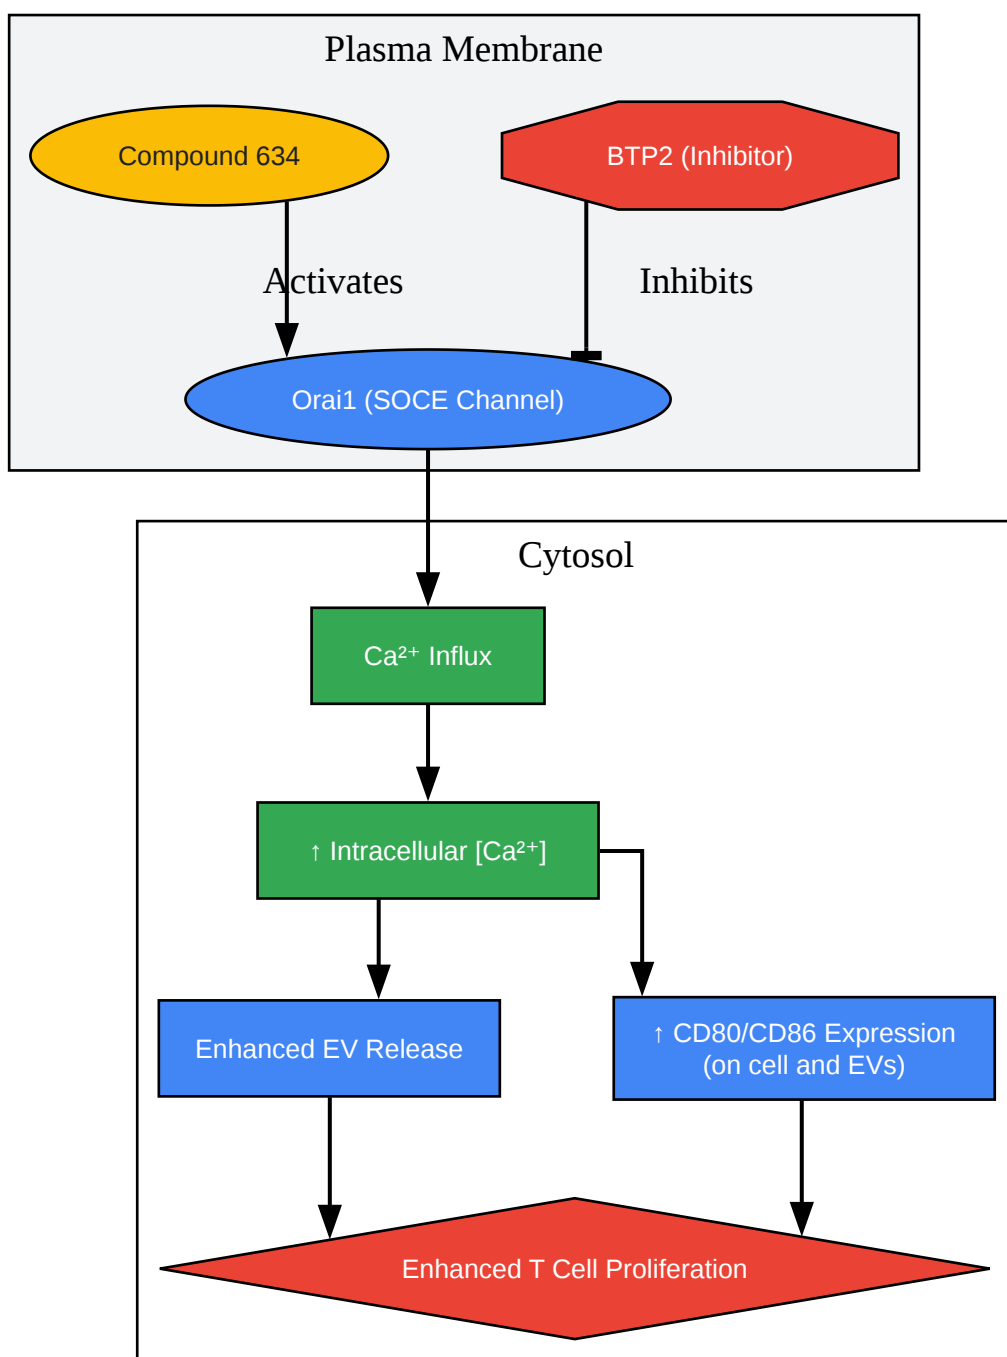 Plasma Membrane
Compound 634
BTP2 (Inhibitor)
Activates
Inhibits
Orai1 (SOCE Channel)
Cytosol
Ca²⁺ Influx
↑ Intracellular [Ca²⁺]
Enhanced EV Release
↑ CD80/CD86 Expression
(on cell and EVs)
Enhanced T Cell Proliferation